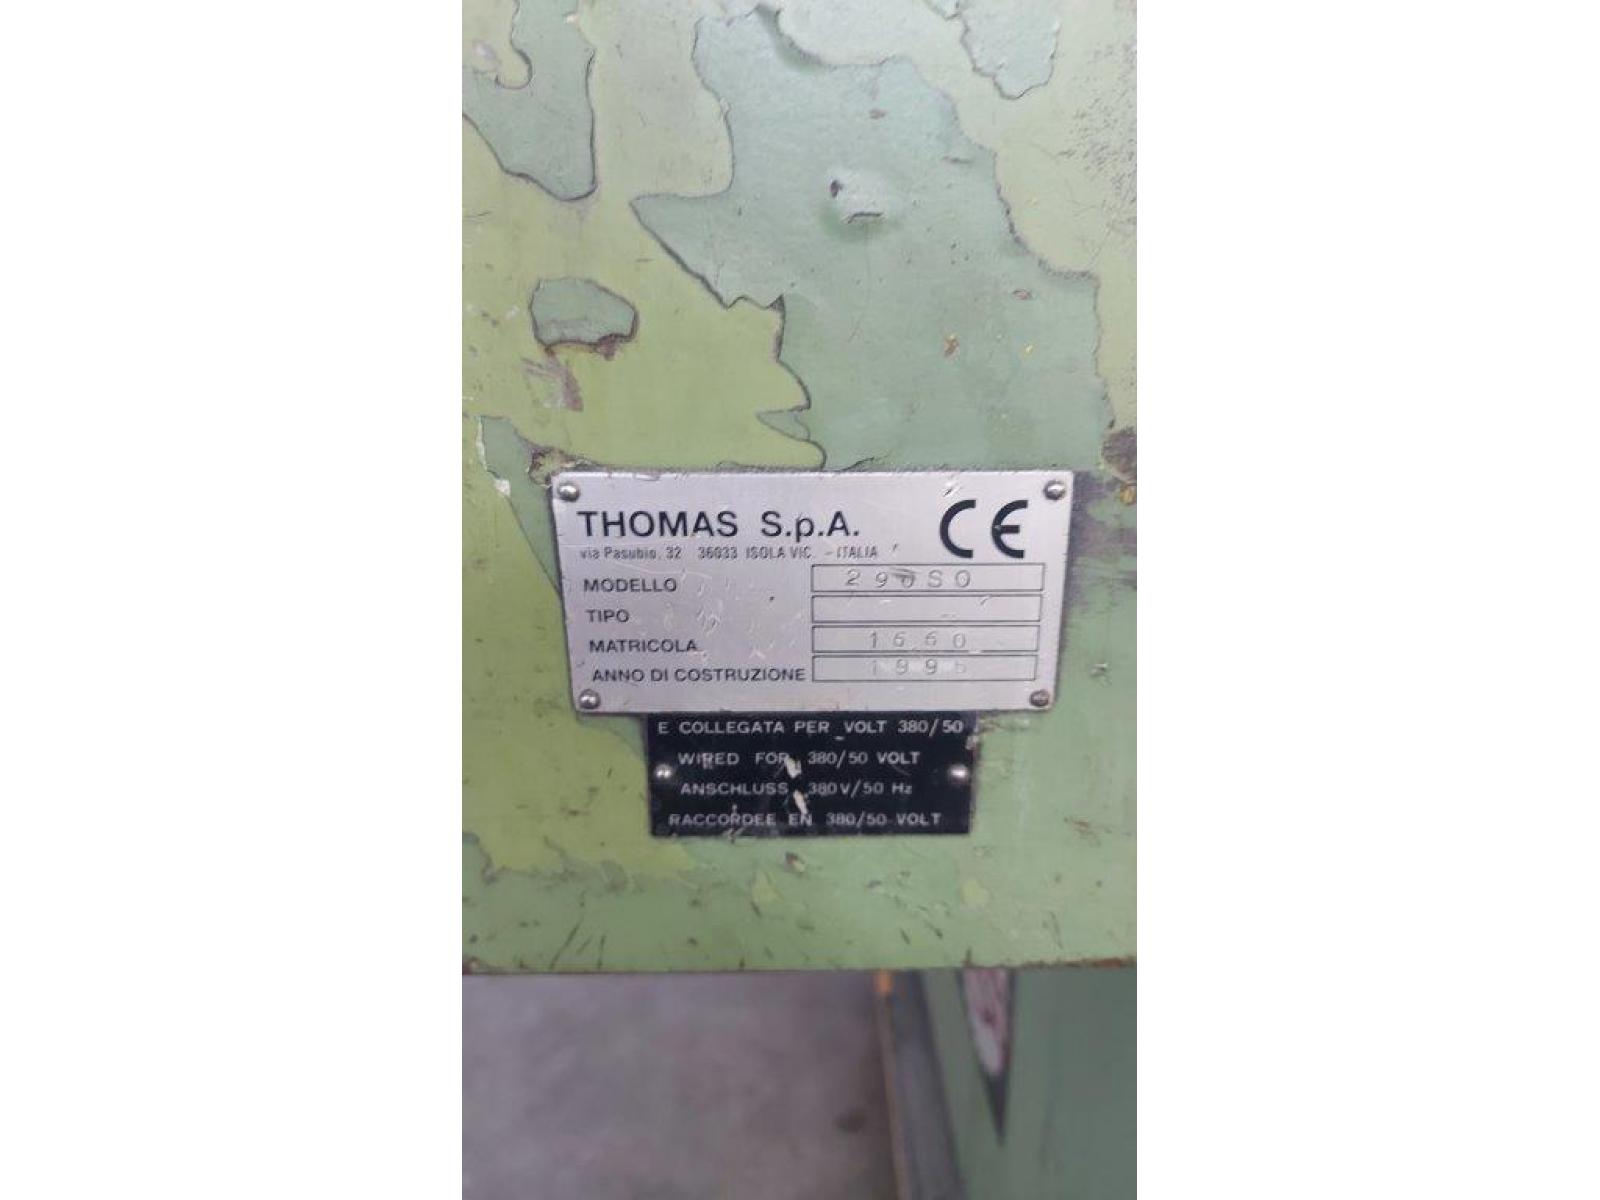 THOMAS S.p.A.
CE
via Pasubio, 32 36033 ISOLA VIC. - ITALIA
MODELLO 290SO
TIPO
MATRICOLA
ANNO DI COSTRUZIONE
E COLLEGATA PER VOLT 380/50
WIRED FOR 380/50 VOLT
ANSCHLUSS 380V/50 Hz
RACCORDEE EN 380/50 VOLT